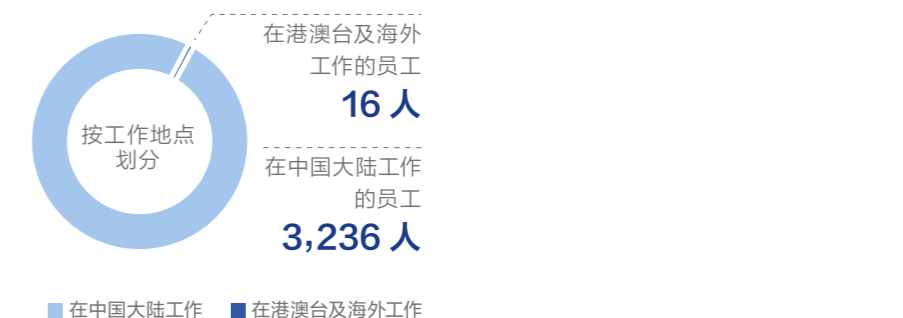 在港澳台及海外
工作的员工
16 人
按工作地点
划分
在中国大陆工作
的员工
3,236 人
在中国大陆工作
在港澳台及海外工作